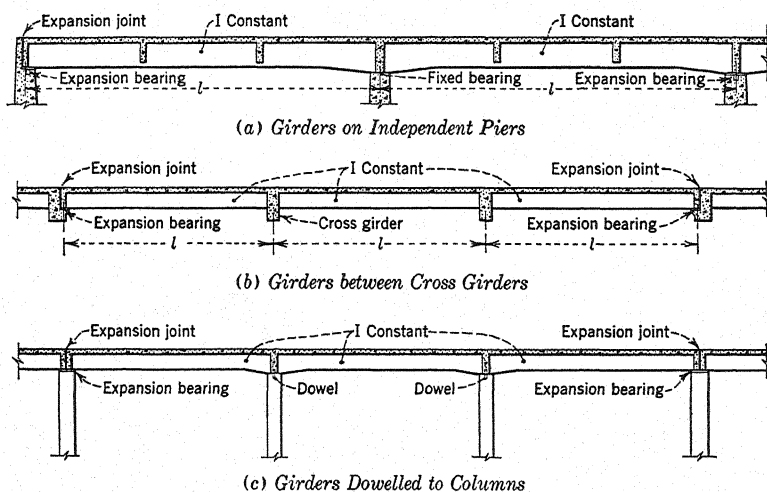 Expansion joint
I Constant
I Constant
Expansion bearing
Fixed bearing
Expansion bearing
l
l
(a) Girders on Independent Piers
Expansion joint
I Constant
Expansion joint
Expansion bearing
Cross girder
Expansion bearing
l
l
l
(b) Girders between Cross Girders
Expansion joint
I Constant
Expansion joint
Expansion bearing
Dowel
Dowel
Expansion bearing
(c) Girders Dowelled to Columns